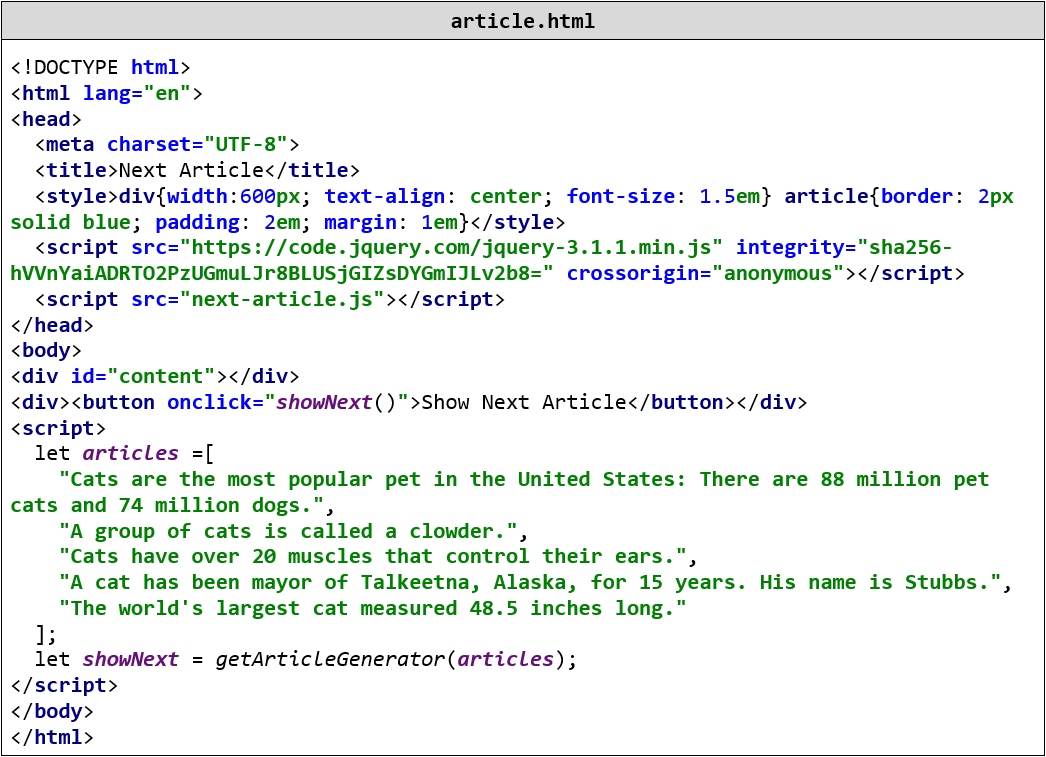 article.html
<!DOCTYPE html>
<html lang="en">
<head>
  <meta charset="UTF-8">
  <title>Next Article</title>
  <style>div{width:600px; text-align: center; font-size: 1.5em} article{border: 2px
solid blue; padding: 2em; margin: 1em}</style>
  <script src="https://code.jquery.com/jquery-3.1.1.min.js" integrity="sha256-
hVVnYaiADRTO2PzUGmuLJr8BLUSjGIZsDYGmIJLv2b8=" crossorigin="anonymous"></script>
  <script src="next-article.js"></script>
</head>
<body>
<div id="content"></div>
<div><button onclick="showNext()">Show Next Article</button></div>
<script>
  let articles =[
    "Cats are the most popular pet in the United States: There are 88 million pet
cats and 74 million dogs.",
    "A group of cats is called a clowder.",
    "Cats have over 20 muscles that control their ears.",
    "A cat has been mayor of Talkeetna, Alaska, for 15 years. His name is Stubbs.",
    "The world's largest cat measured 48.5 inches long."
  ];
  let showNext = getArticleGenerator(articles);
</script>
</body>
</html>